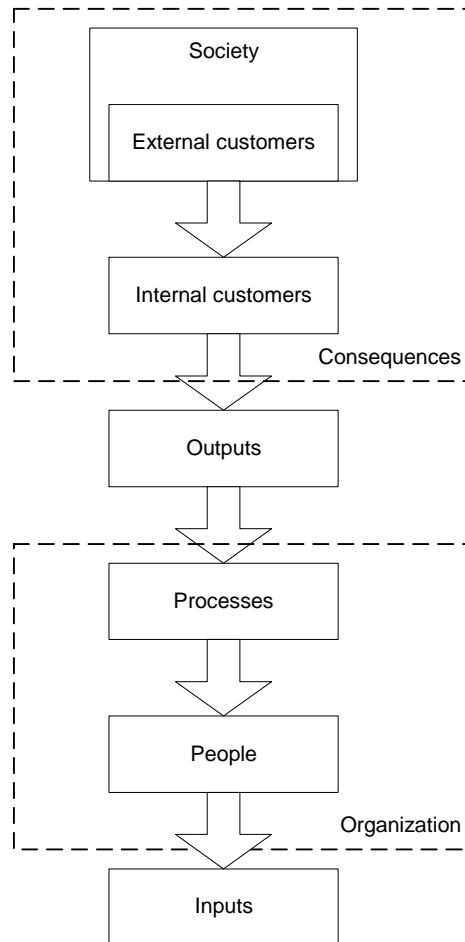 Society
External customers
Internal customers
Consequences
Outputs
Processes
People
Organization
Inputs